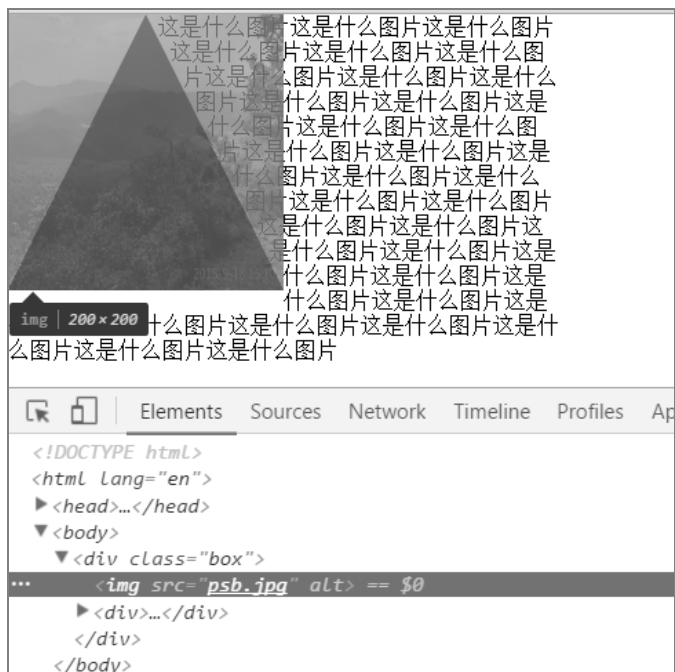 这是什么图片这是什么图片这是什么图片
这是什么图片这是什么图片这是什么图
片这是什么图片这是什么图片这是什么
图片这是什么图片这是什么图片这是
什么图片这是什么图片这是什么图
片这是什么图片这是什么图片这是
什么图片这是什么图片这是什么
图片这是什么图片这是什么图片
这是什么图片这是什么图片这
是什么图片这是什么图片这是
什么图片这是什么图片这是
什么图片这是什么图片这是
什么图片这是什么图片这是什么图片这是什
么图片这是什么图片这是什么图片
img 200×200
Elements Sources Network Timeline Profiles Ap
<!DOCTYPE html>
<html lang="en">
<head>…</head>
<body>
<div class="box">
<img src="psb.jpg" alt> == $0
<div>…</div>
</div>
</body>